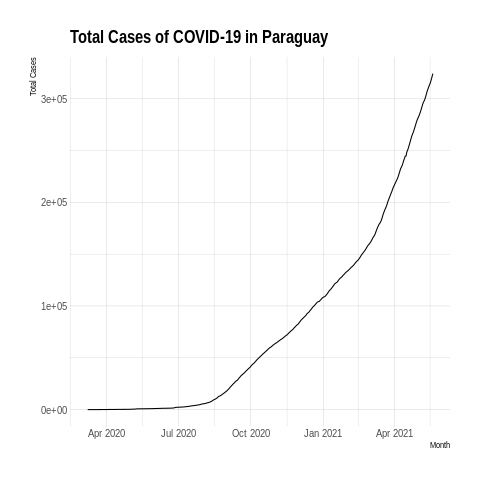 Total Cases of COVID-19 in Paraguay
Total Cases
3e+05
2e+05
1e+05
0e+00
Apr 2020 Jul 2020 Oct 2020 Jan 2021 Apr 2021
Month